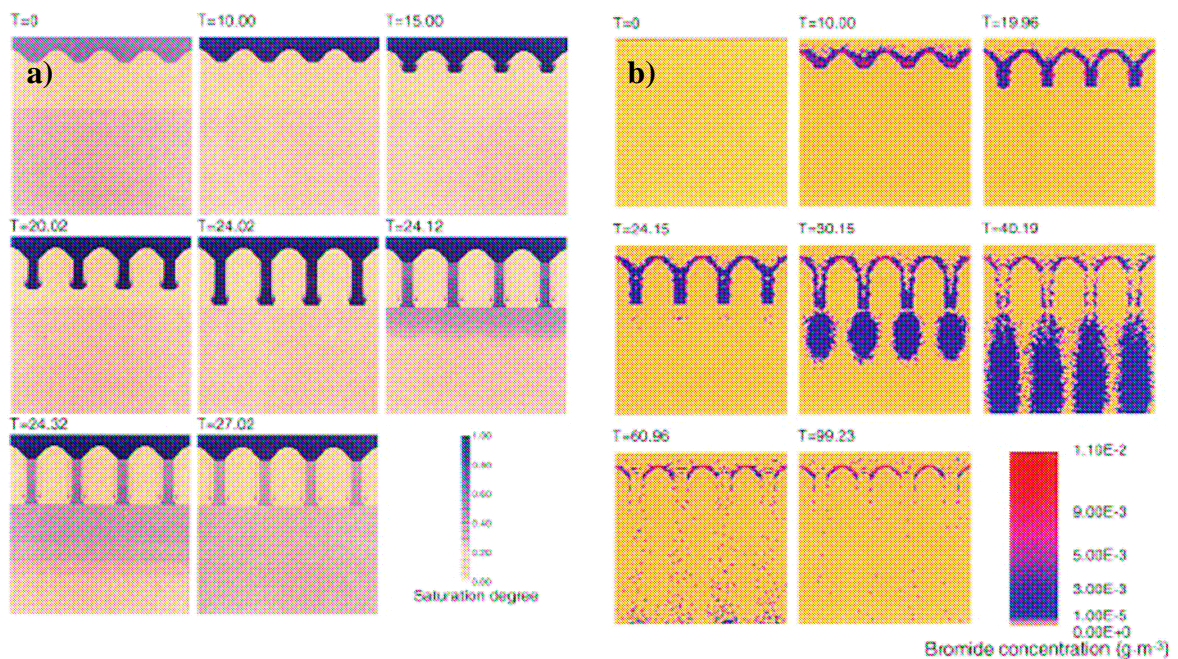 T=0
T=10.00
T=15.00
a)
T=20.02
T=24.02
T=24.12
T=24.32
T=27.02
1.00
0.80
0.60
0.40
0.20
0.00
Saturation degree
T=0
T=10.00
T=19.96
b)
T=24.15
T=30.15
T=40.19
T=60.96
T=99.23
1.10E-2
9.00E-3
5.00E-3
3.00E-3
1.00E-5
0.00E+0
Bromide concentration (g·m⁻³)